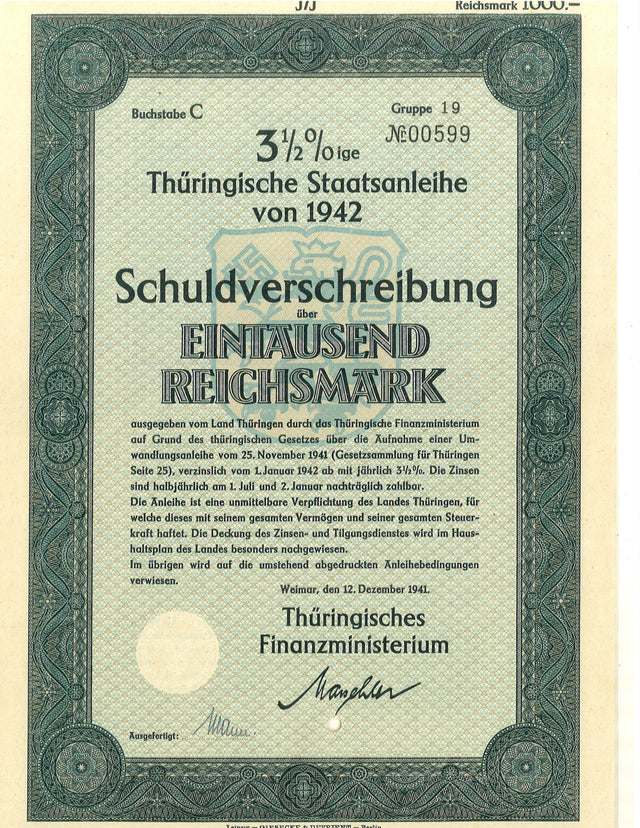 J/J
Reichsmark 1000,–
Buchstabe C
Gruppe 19
№ 00599
3½%ige
Thüringische Staatsanleihe
von 1942
Schuldverschreibung
über
EINTAUSEND
REICHSMARK
ausgegeben vom Land Thüringen durch das Thüringische Finanzministerium
auf Grund des thüringischen Gesetzes über die Aufnahme einer Um-
wandlungsanleihe vom 25. November 1941 (Gesetzsammlung für Thüringen
Seite 25), verzinslich vom 1. Januar 1942 ab mit jährlich 3½%. Die Zinsen
sind halbjährlich am 1. Juli und 2. Januar nachträglich zahlbar.
Die Anleihe ist eine unmittelbare Verpflichtung des Landes Thüringen, für
welche dieses mit seinem gesamten Vermögen und seiner gesamten Steuer-
kraft haftet. Die Deckung des Zinsen- und Tilgungsdienstes wird im Haus-
haltsplan des Landes besonders nachgewiesen.
Im übrigen wird auf die umstehend abgedruckten Anleihebedingungen
verwiesen.
Weimar, den 12. Dezember 1941.
Thüringisches
Finanzministerium
Ausgefertigt:
Leipzig — GIESECKE & DEVRIENT — Berlin